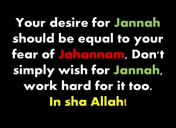 Your desire for Jannah
should be equal to your
fear of Jahannam, Don't
simply wish for Jannah,
work hard for it too.
In sha Allah!